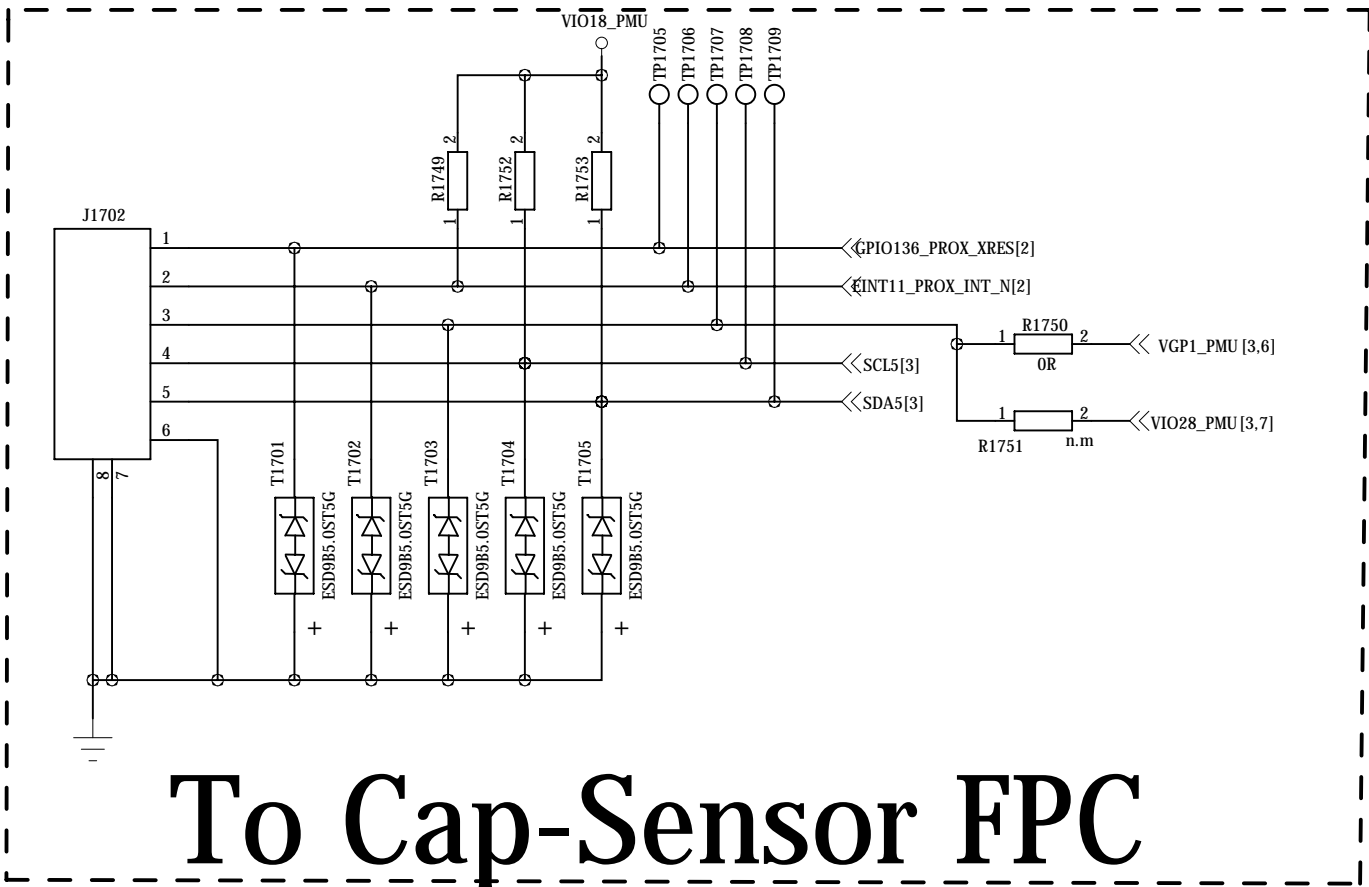 VIO18_PMU
TP1705
TP1706
TP1707
TP1708
TP1709
2
2
2
R1749
R1752
R1753
1
1
1
J1702
1
GPIO136_PROX_XRES[2]
2
EINT11_PROX_INT_N[2]
3
R1750
1
2
VGP1_PMU [3,6]
0R
4
SCL5[3]
5
SDA5[3]
1
2
VIO28_PMU [3,7]
R1751
n.m
6
8
7
T1701
T1702
T1703
T1704
T1705
ESD9B5.0ST5G
ESD9B5.0ST5G
ESD9B5.0ST5G
ESD9B5.0ST5G
ESD9B5.0ST5G
+
+
+
+
+
To Cap-Sensor FPC